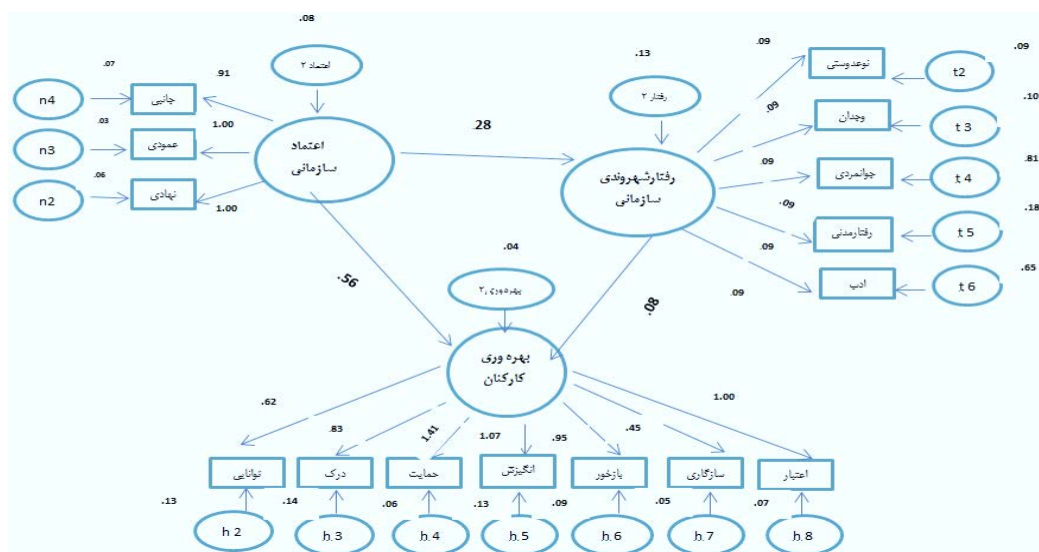 .08
.13
.09
.09
.07
.91
اعتماد ۲
رفتار ۲
نوعدوستی
t2
n4
جانبی
.10
.03
1.00
.28
.09
وجدان
t 3
n3
عمودی
اعتماد
سازمانی
.09
.81
.06
رفتارشهروندی
سازمانی
جوانمردی
t 4
n2
نهادی
1.00
.09
.18
رفتارمدنی
t 5
.04
.09
.65
.56
بهره وری ۲
.08
.09
ادب
t 6
بهره وری
کارکنان
.62
.83
1.41
1.07
.95
.45
1.00
توانایی
درک
حمایت
انگیزش
بازخور
سازگاری
اعتبار
.13
.14
.06
.13
.09
.05
.07
h 2
h.3
h.4
h.5
h.6
h.7
h.8